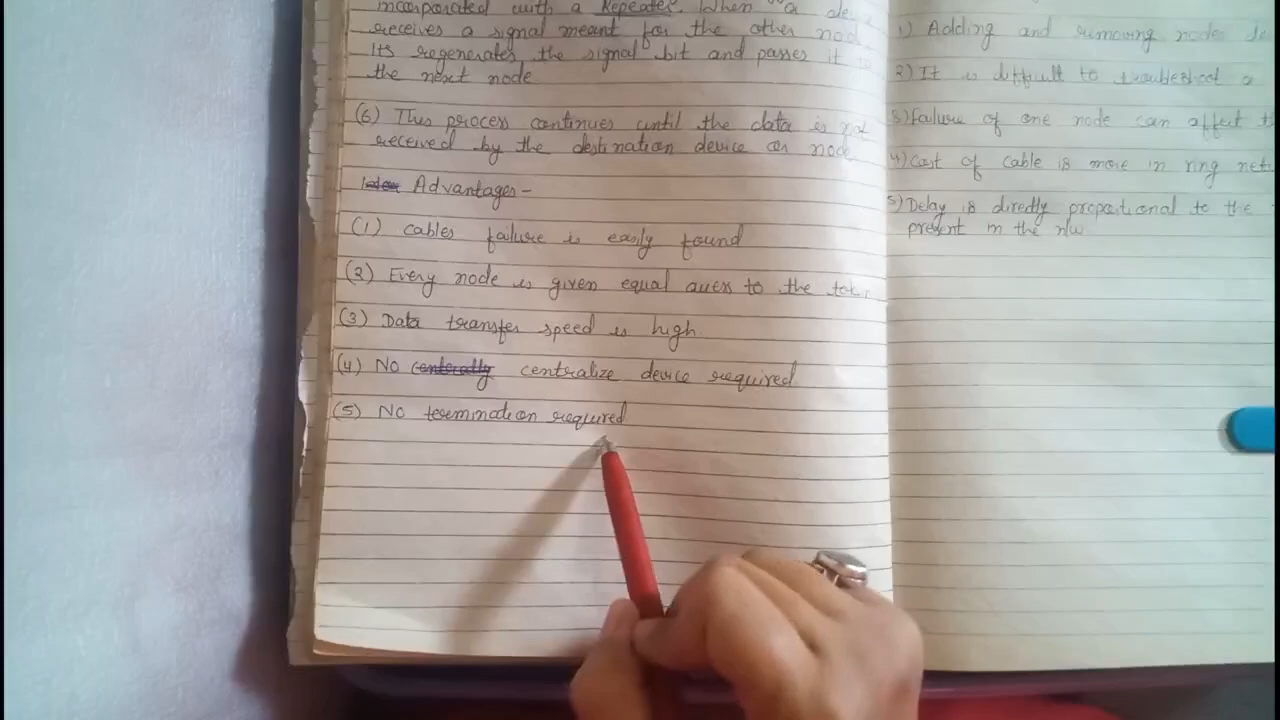 incorporated with a Repeater. When a
receives a signal meant for the other
Its regenerates the signal bit and passes it to
the next node
(6) This process continues until the data is not
received by the destination device or node
Advantages -
(1) cables failure is easily found
(2) Every node is given equal access to the
(3) Data transfer speed is high
(4) No centrally centralize device required
(5) No termination required
1) Adding and removing nodes
2) It is difficult to troubleshoot a
3) failure of one node can affect
4) Cost of cable is more in ring
5) Delay is directly proportional to the
present in the n/w